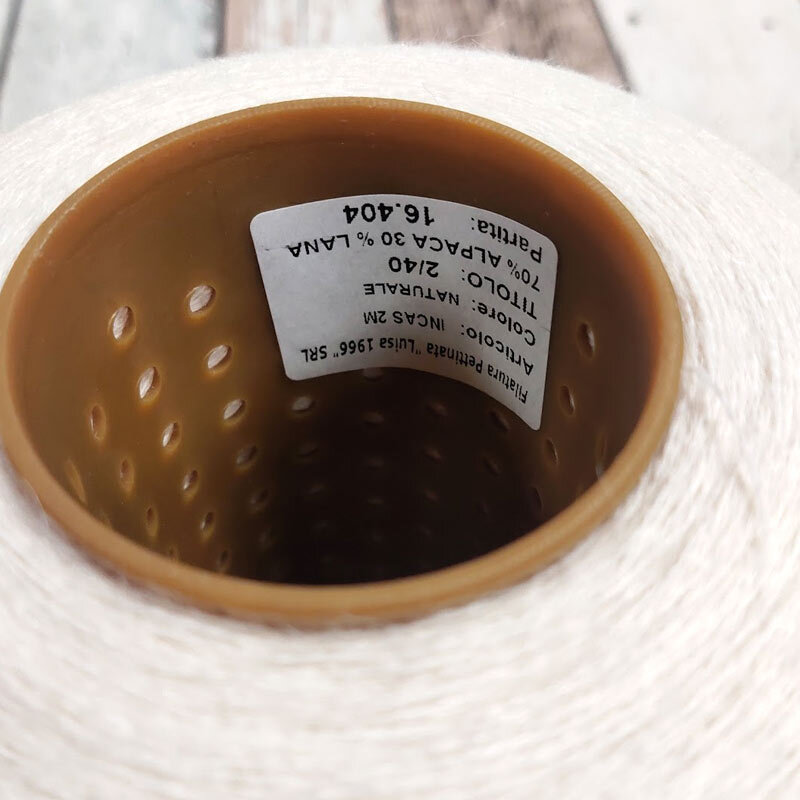 Filatura Pettinata "Luisa 1966" SRL
Articolo: INCAS 2M
Colore: NATURALE
TITOLO: 2/40
70% ALPACA 30 % LANA
Partita: 16.404